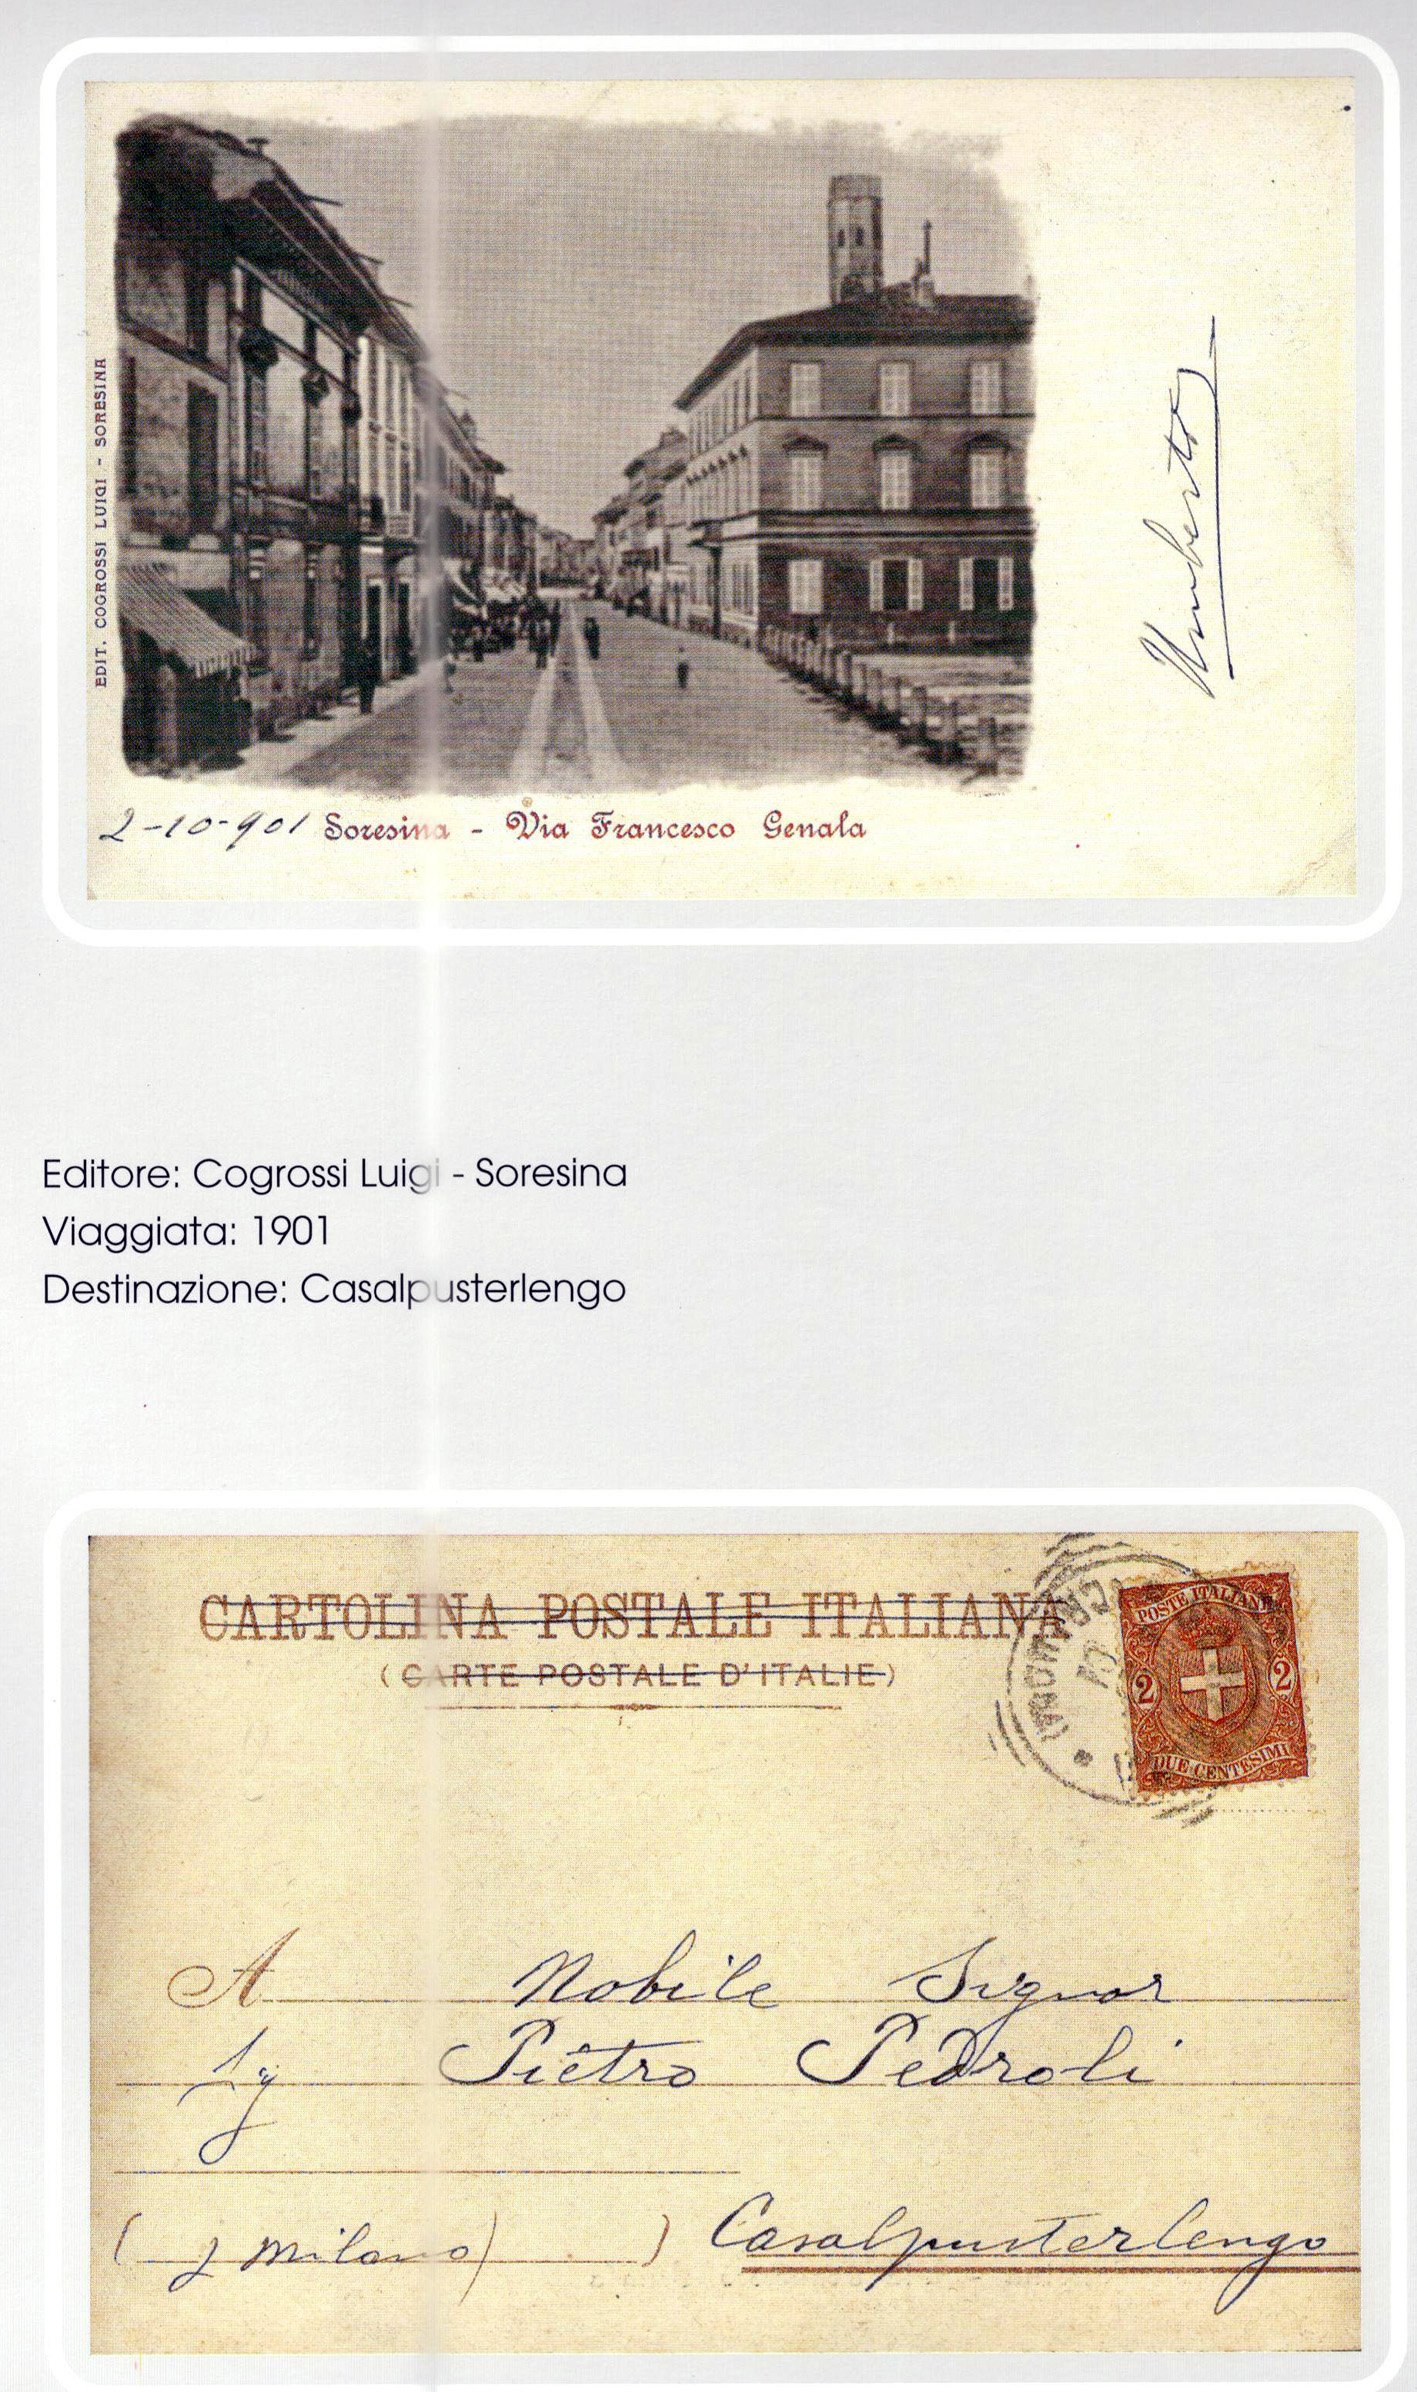 EDIT. COGROSSI LUIGI - SORESINA
Umberto
2-10-901 Soresina - Via Francesco Genala
Editore: Cogrossi Luigi - Soresina
Viaggiata: 1901
Destinazione: Casalpusterlengo
CARTOLINA POSTALE ITALIANA
(CARTE POSTALE D'ITALIE)
POSTE ITALIANE
2 2
DUE CENTESIMI
A Nobile Signor
Pietro Pedroli
Milano) ) Casalpusterlengo